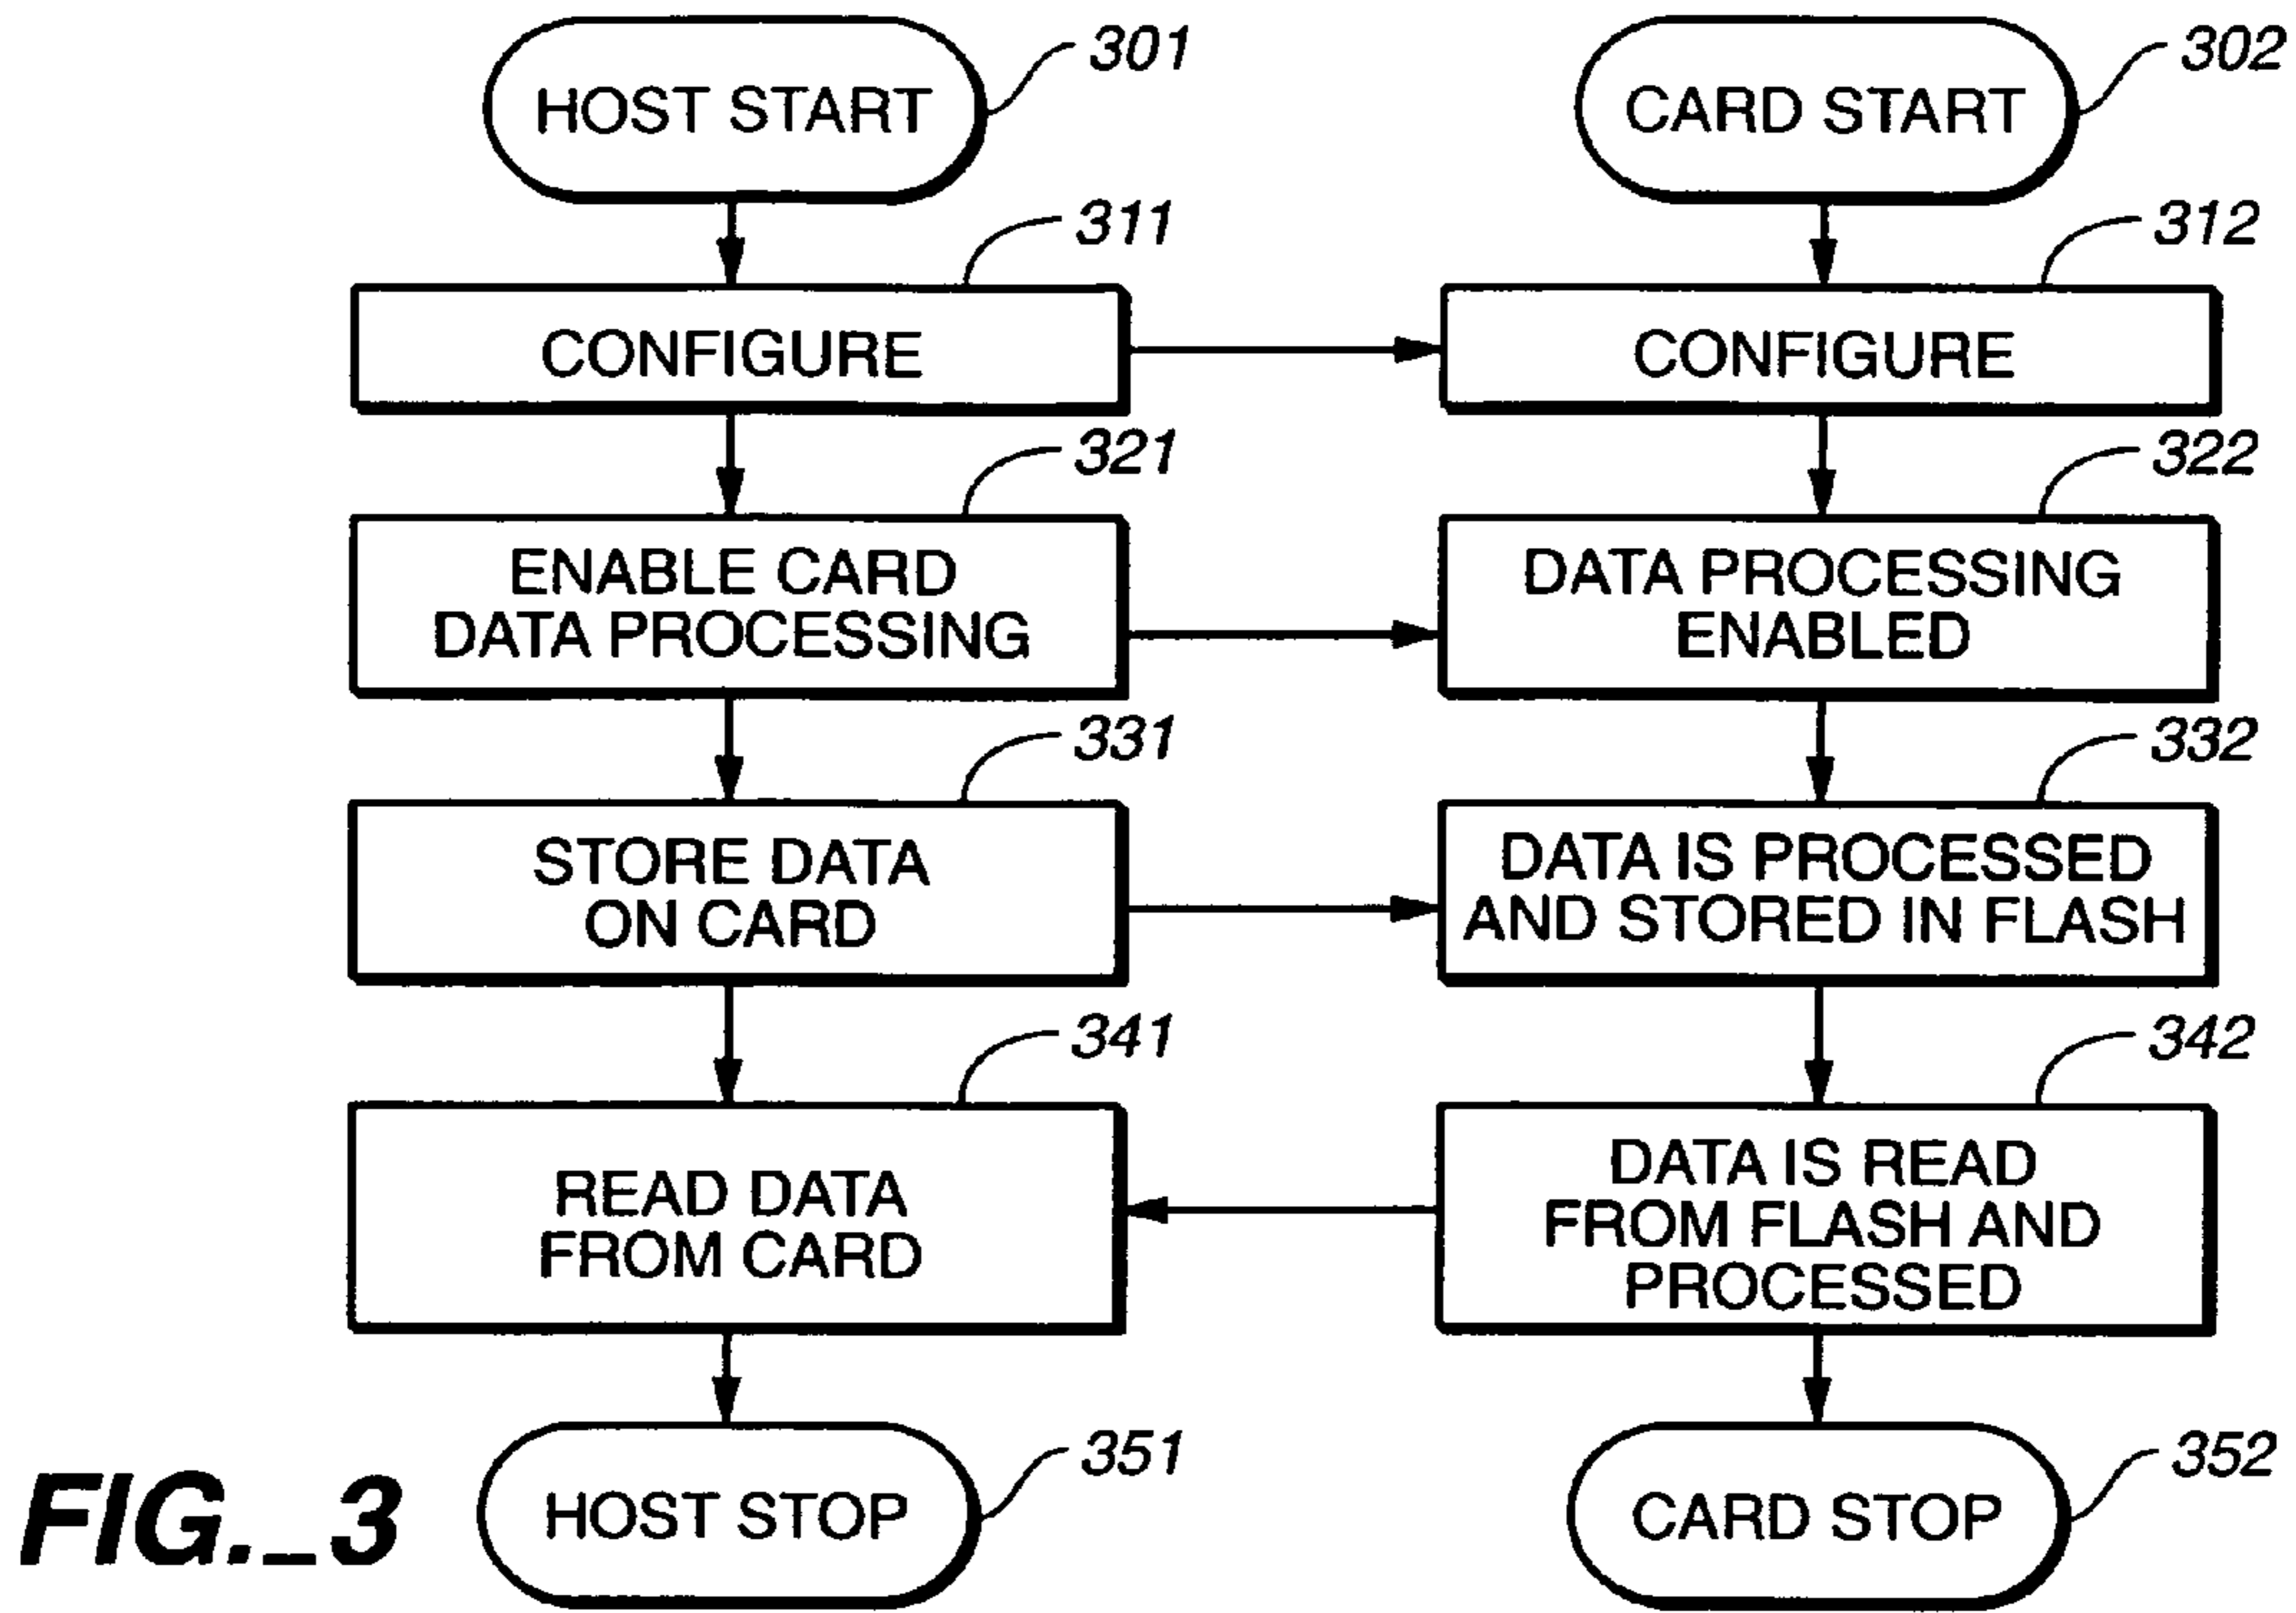 HOST START
301
CARD START
302
311
CONFIGURE
312
CONFIGURE
321
ENABLE CARD
DATA PROCESSING
322
DATA PROCESSING
ENABLED
331
STORE DATA
ON CARD
332
DATA IS PROCESSED
AND STORED IN FLASH
341
READ DATA
FROM CARD
342
DATA IS READ
FROM FLASH AND
PROCESSED
351
HOST STOP
352
CARD STOP
FIG._3